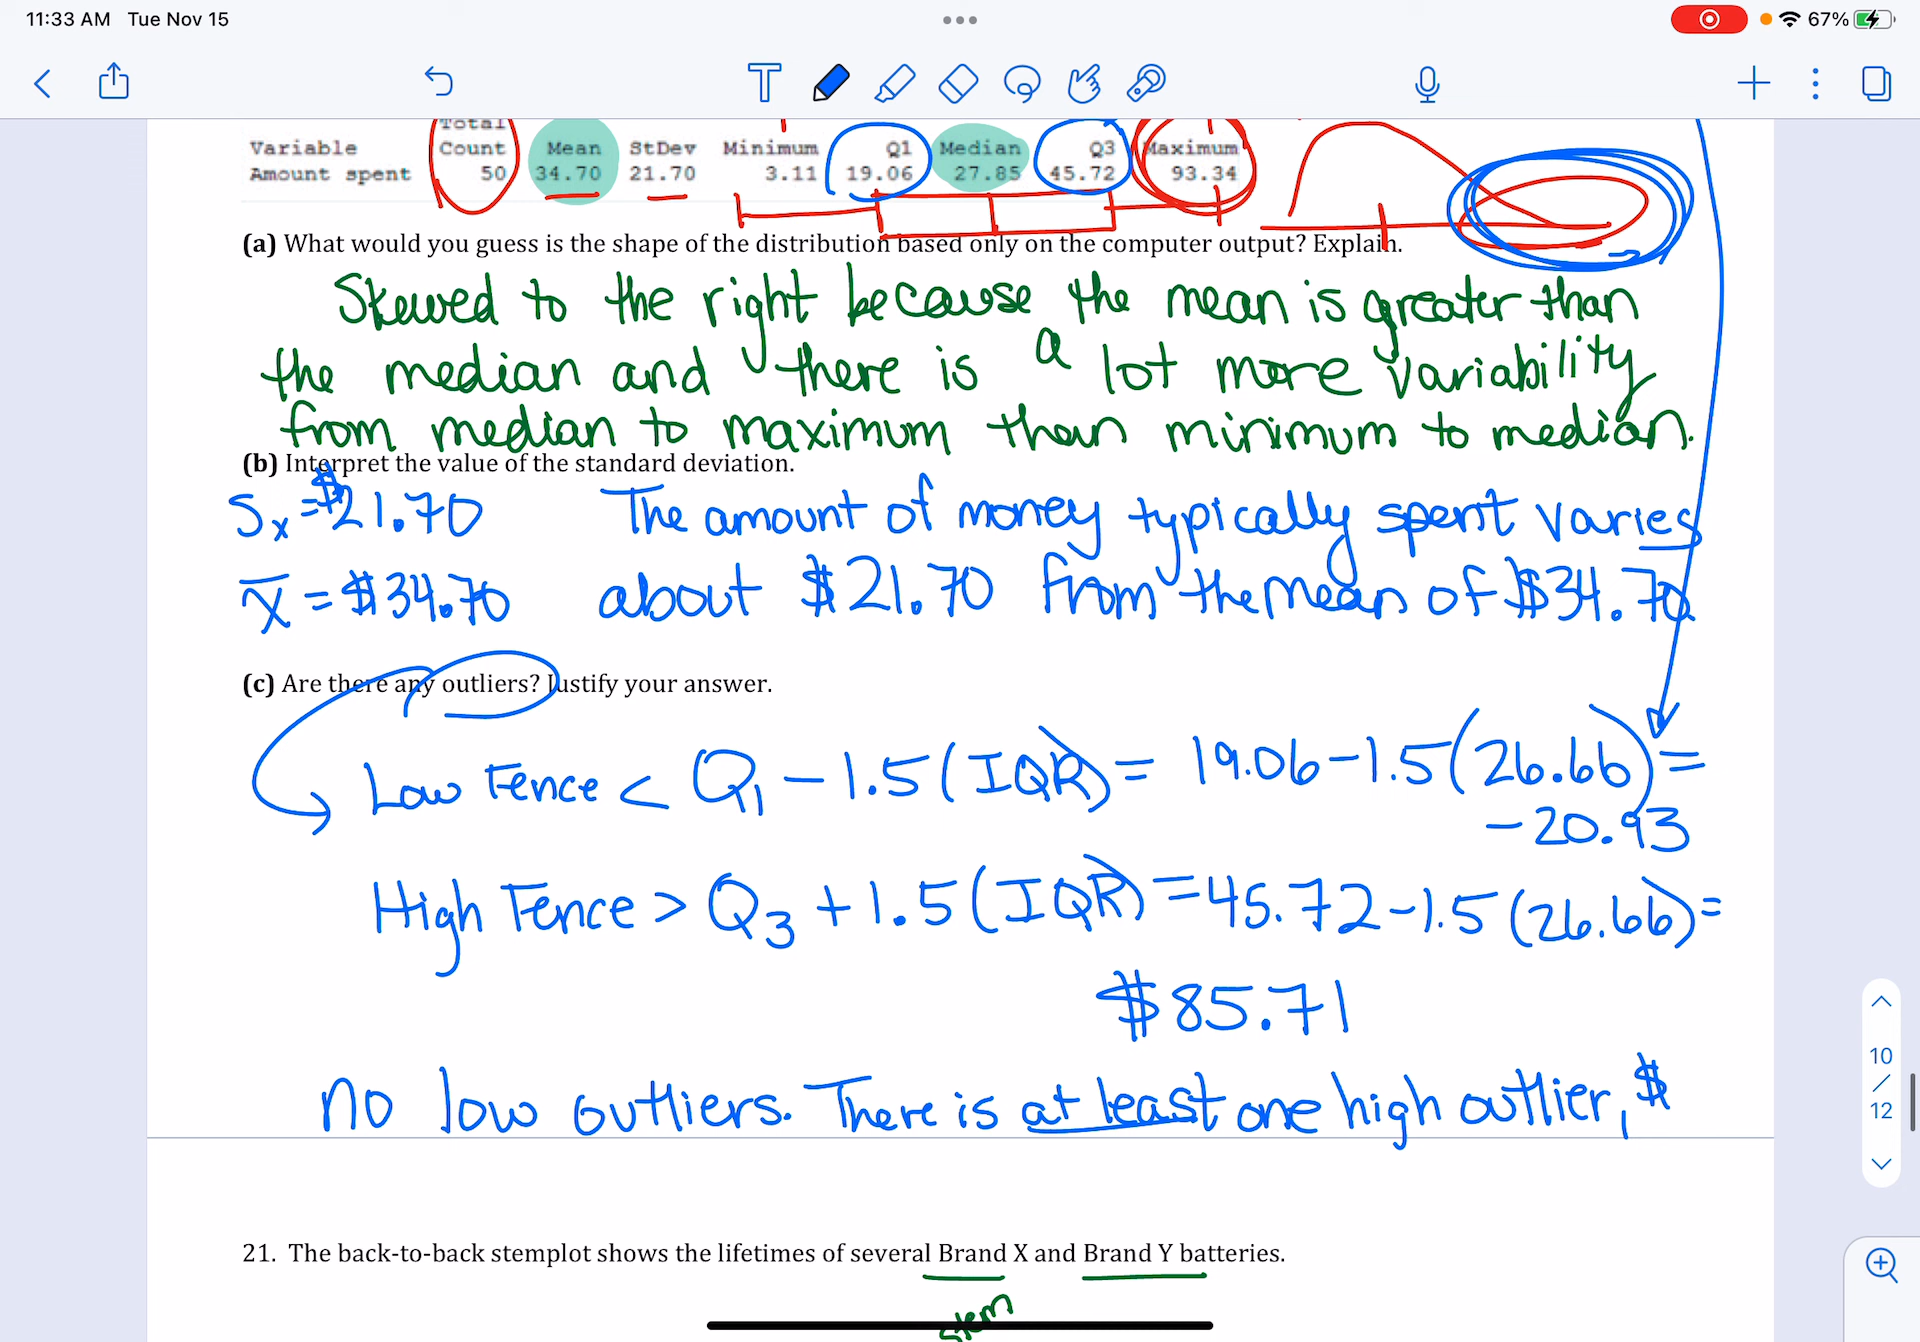 11:33 AM Tue Nov 15
67%
T
Total
Variable Count Mean StDev Minimum Q1 Median Q3 Maximum
Amount spent 50 34.70 21.70 3.11 19.06 27.85 45.72 93.34
(a) What would you guess is the shape of the distribution based only on the computer output? Explain.
Skewed to the right because the mean is greater than
the median and there is a lot more variability
from median to maximum than minimum to median.
(b) Interpret the value of the standard deviation.
Sx = $21.70 The amount of money typically spent varies
x̅ = $34.70 about $21.70 from the mean of $34.70
(c) Are there any outliers? Justify your answer.
Low Fence < Q1 - 1.5 (IQR) = 19.06 - 1.5 (26.66) =
-20.93
High Fence > Q3 + 1.5 (IQR) = 45.72 - 1.5 (26.66) =
$85.71
no low outliers. There is at least one high outlier, $
10
/
12
21. The back-to-back stemplot shows the lifetimes of several Brand X and Brand Y batteries.
stem